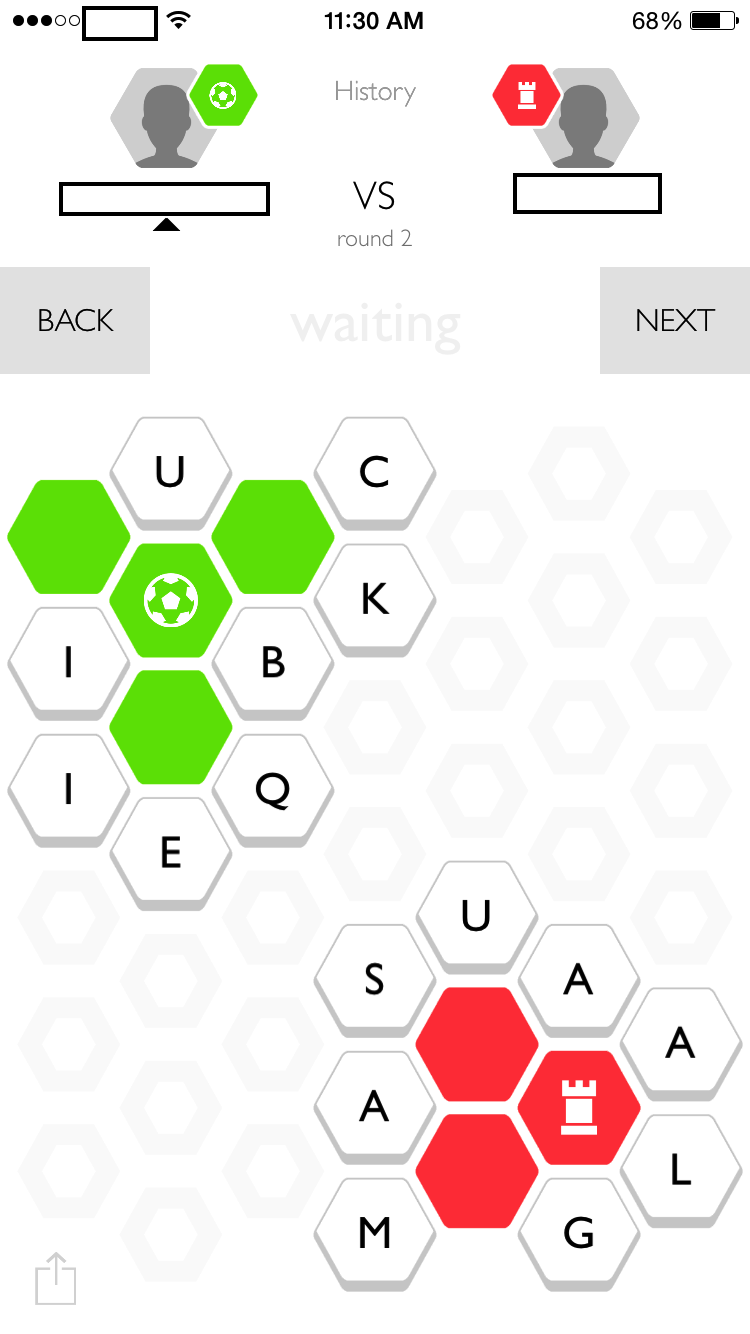 11:30 AM 68%
History
VS
round 2
BACK waiting NEXT
U C
K
I B
I Q
E
U
S A
A
A
L
M G